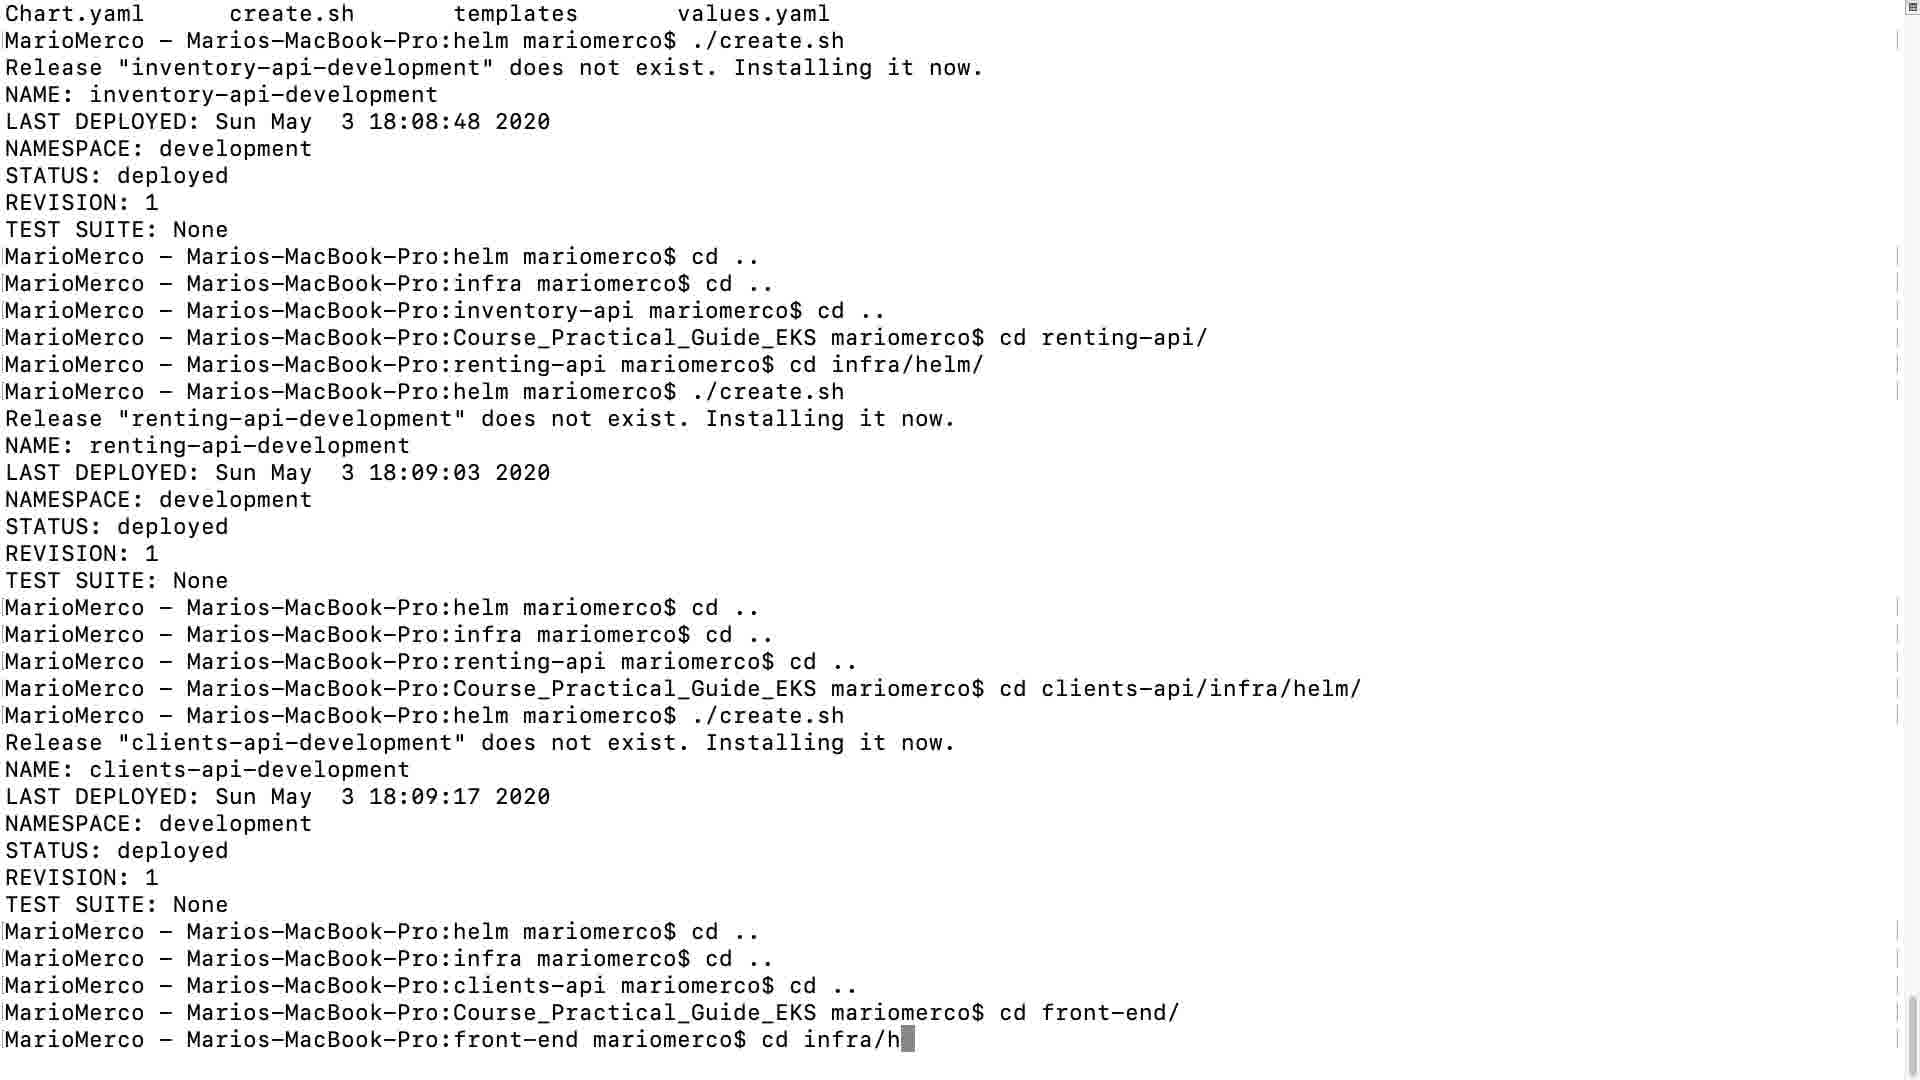 Chart.yaml      create.sh       templates       values.yaml
MarioMerco - Marios-MacBook-Pro:helm mariomerco$ ./create.sh
Release "inventory-api-development" does not exist. Installing it now.
NAME: inventory-api-development
LAST DEPLOYED: Sun May  3 18:08:48 2020
NAMESPACE: development
STATUS: deployed
REVISION: 1
TEST SUITE: None
MarioMerco - Marios-MacBook-Pro:helm mariomerco$ cd ..
MarioMerco - Marios-MacBook-Pro:infra mariomerco$ cd ..
MarioMerco - Marios-MacBook-Pro:inventory-api mariomerco$ cd ..
MarioMerco - Marios-MacBook-Pro:Course_Practical_Guide_EKS mariomerco$ cd renting-api/
MarioMerco - Marios-MacBook-Pro:renting-api mariomerco$ cd infra/helm/
MarioMerco - Marios-MacBook-Pro:helm mariomerco$ ./create.sh
Release "renting-api-development" does not exist. Installing it now.
NAME: renting-api-development
LAST DEPLOYED: Sun May  3 18:09:03 2020
NAMESPACE: development
STATUS: deployed
REVISION: 1
TEST SUITE: None
MarioMerco - Marios-MacBook-Pro:helm mariomerco$ cd ..
MarioMerco - Marios-MacBook-Pro:infra mariomerco$ cd ..
MarioMerco - Marios-MacBook-Pro:renting-api mariomerco$ cd ..
MarioMerco - Marios-MacBook-Pro:Course_Practical_Guide_EKS mariomerco$ cd clients-api/infra/helm/
MarioMerco - Marios-MacBook-Pro:helm mariomerco$ ./create.sh
Release "clients-api-development" does not exist. Installing it now.
NAME: clients-api-development
LAST DEPLOYED: Sun May  3 18:09:17 2020
NAMESPACE: development
STATUS: deployed
REVISION: 1
TEST SUITE: None
MarioMerco - Marios-MacBook-Pro:helm mariomerco$ cd ..
MarioMerco - Marios-MacBook-Pro:infra mariomerco$ cd ..
MarioMerco - Marios-MacBook-Pro:clients-api mariomerco$ cd ..
MarioMerco - Marios-MacBook-Pro:Course_Practical_Guide_EKS mariomerco$ cd front-end/
MarioMerco - Marios-MacBook-Pro:front-end mariomerco$ cd infra/h